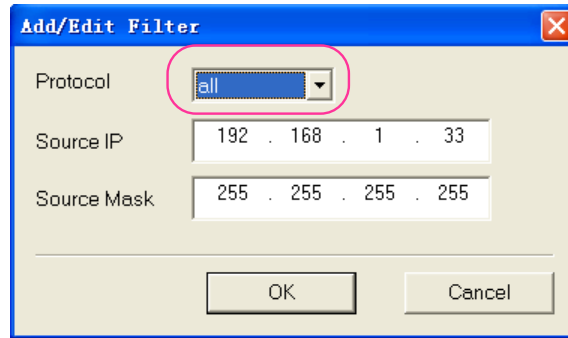 Add/Edit Filter
Protocol all
Source IP 192 . 168 . 1 . 33
Source Mask 255 . 255 . 255 . 255
OK Cancel